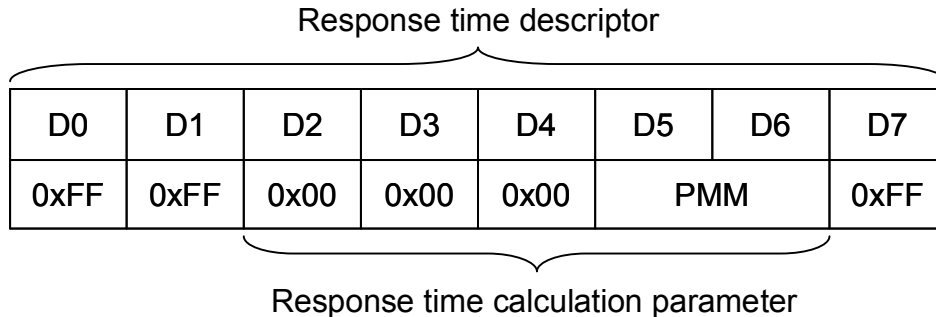 Response time descriptor
D0 D1 D2 D3 D4 D5 D6 D7
0xFF 0xFF 0x00 0x00 0x00 PMM 0xFF
Response time calculation parameter